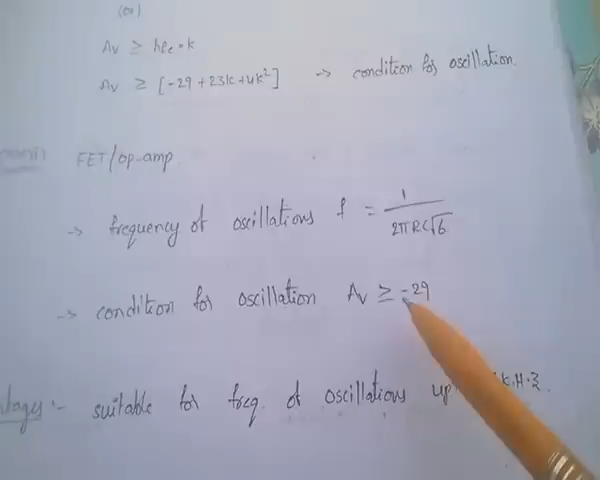 (or)
Av ≥ hfe·k
Av ≥ [-29+23k+4k²] → condition for oscillation.
FET/op-amp
→ frequency of oscillations f = 1/2πRC√6
→ condition for oscillation Av ≥ -29
suitable for freq. of oscillations up K.H.Z.